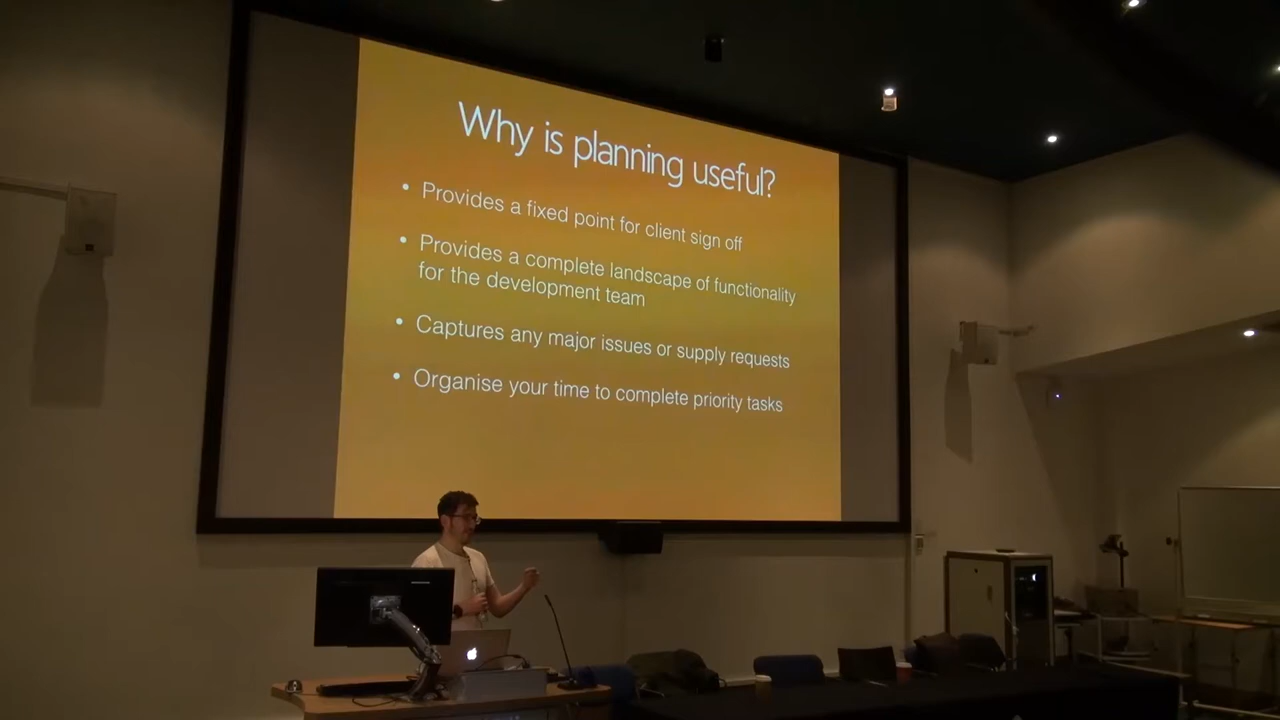 Why is planning useful?
• Provides a fixed point for client sign off
• Provides a complete landscape of functionality
for the development team
• Captures any major issues or supply requests
• Organise your time to complete priority tasks